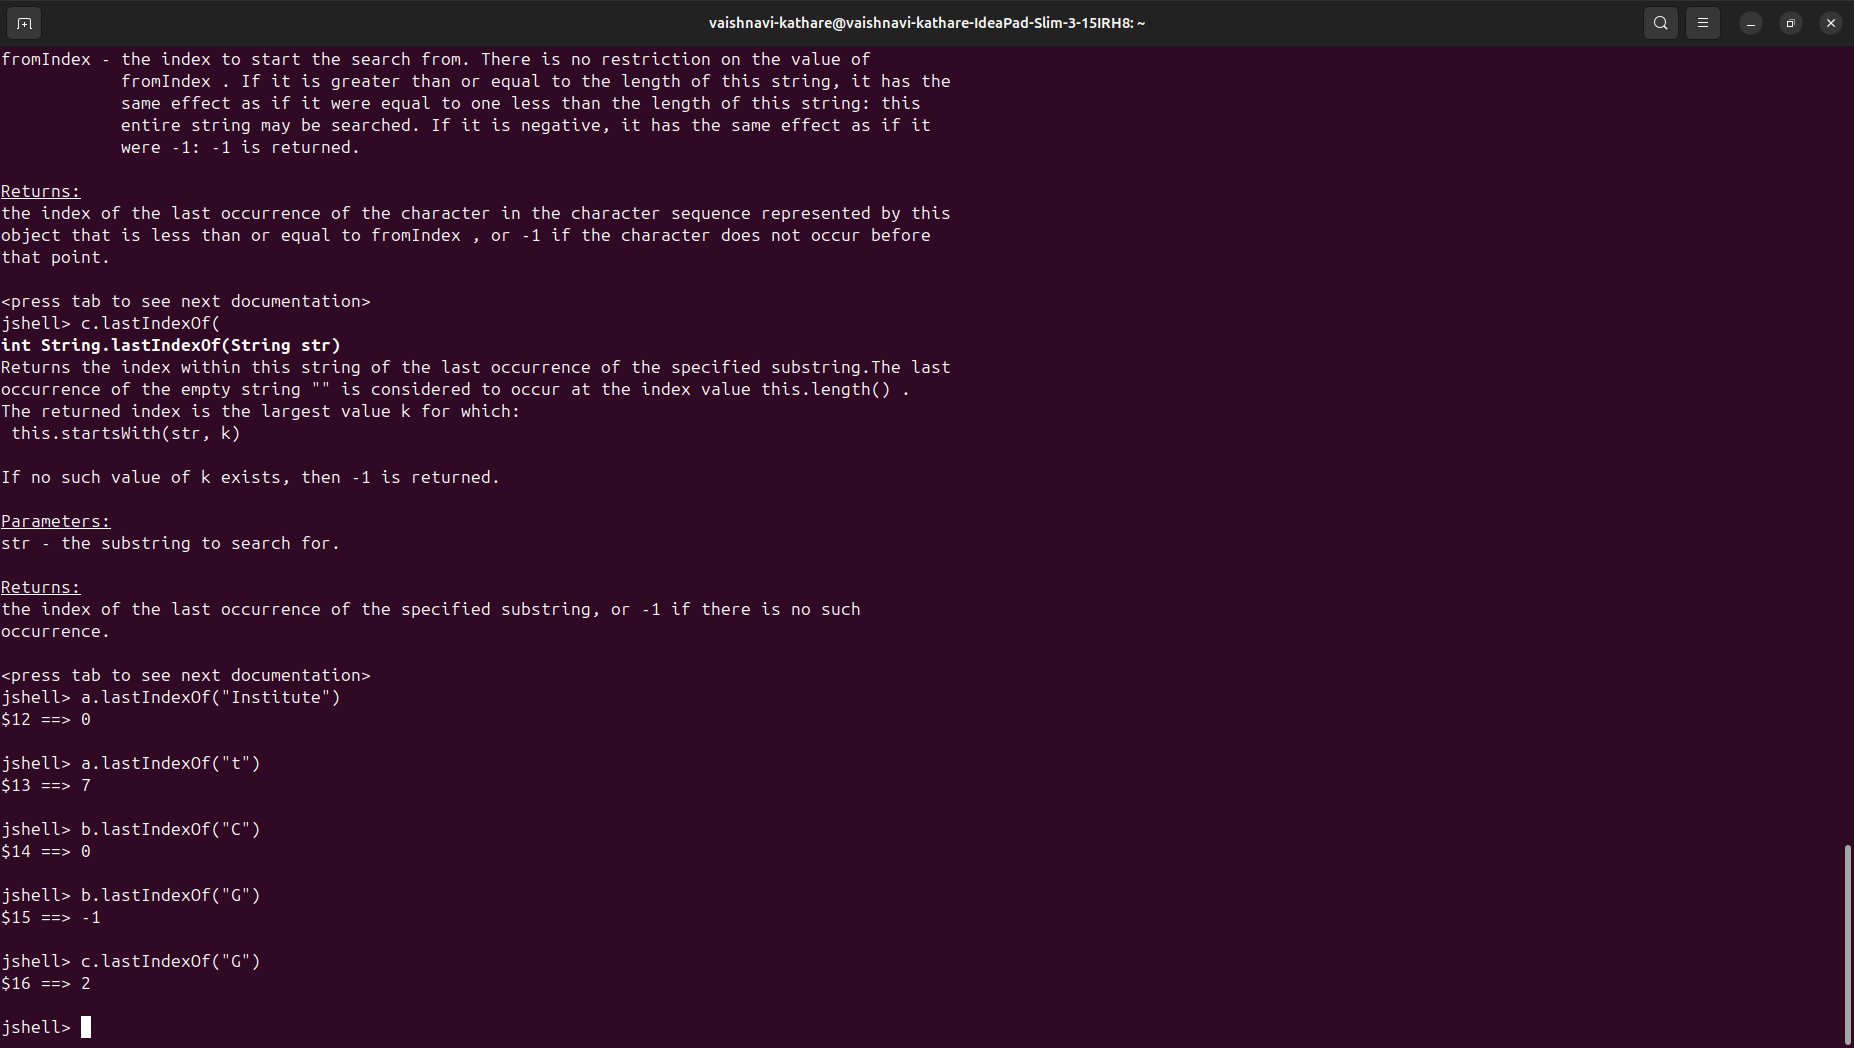 vaishnavi-kathare@vaishnavi-kathare-IdeaPad-Slim-3-15IRH8: ~
fromIndex - the index to start the search from. There is no restriction on the value of
fromIndex . If it is greater than or equal to the length of this string, it has the
same effect as if it were equal to one less than the length of this string: this
entire string may be searched. If it is negative, it has the same effect as if it
were -1: -1 is returned.
Returns:
the index of the last occurrence of the character in the character sequence represented by this
object that is less than or equal to fromIndex , or -1 if the character does not occur before
that point.
<press tab to see next documentation>
jshell> c.lastIndexOf(
int String.lastIndexOf(String str)
Returns the index within this string of the last occurrence of the specified substring.The last
occurrence of the empty string "" is considered to occur at the index value this.length() .
The returned index is the largest value k for which:
this.startsWith(str, k)
If no such value of k exists, then -1 is returned.
Parameters:
str - the substring to search for.
Returns:
the index of the last occurrence of the specified substring, or -1 if there is no such
occurrence.
<press tab to see next documentation>
jshell> a.lastIndexOf("Institute")
$12 ==> 0
jshell> a.lastIndexOf("t")
$13 ==> 7
jshell> b.lastIndexOf("C")
$14 ==> 0
jshell> b.lastIndexOf("G")
$15 ==> -1
jshell> c.lastIndexOf("G")
$16 ==> 2
jshell>